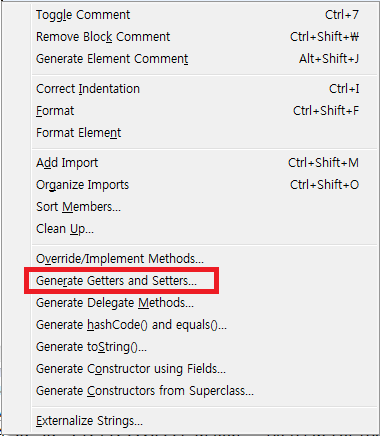 Toggle Comment Ctrl+7
Remove Block Comment Ctrl+Shift+₩
Generate Element Comment Alt+Shift+J
Correct Indentation Ctrl+I
Format Ctrl+Shift+F
Format Element
Add Import Ctrl+Shift+M
Organize Imports Ctrl+Shift+O
Sort Members...
Clean Up...
Override/Implement Methods...
Generate Getters and Setters...
Generate Delegate Methods...
Generate hashCode() and equals()...
Generate toString()...
Generate Constructor using Fields...
Generate Constructors from Superclass...
Externalize Strings...